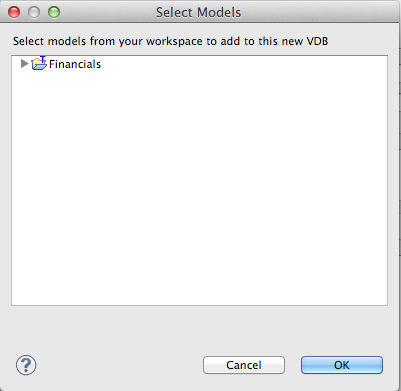 Select Models
Select models from your workspace to add to this new VDB
Financials
?
Cancel
OK